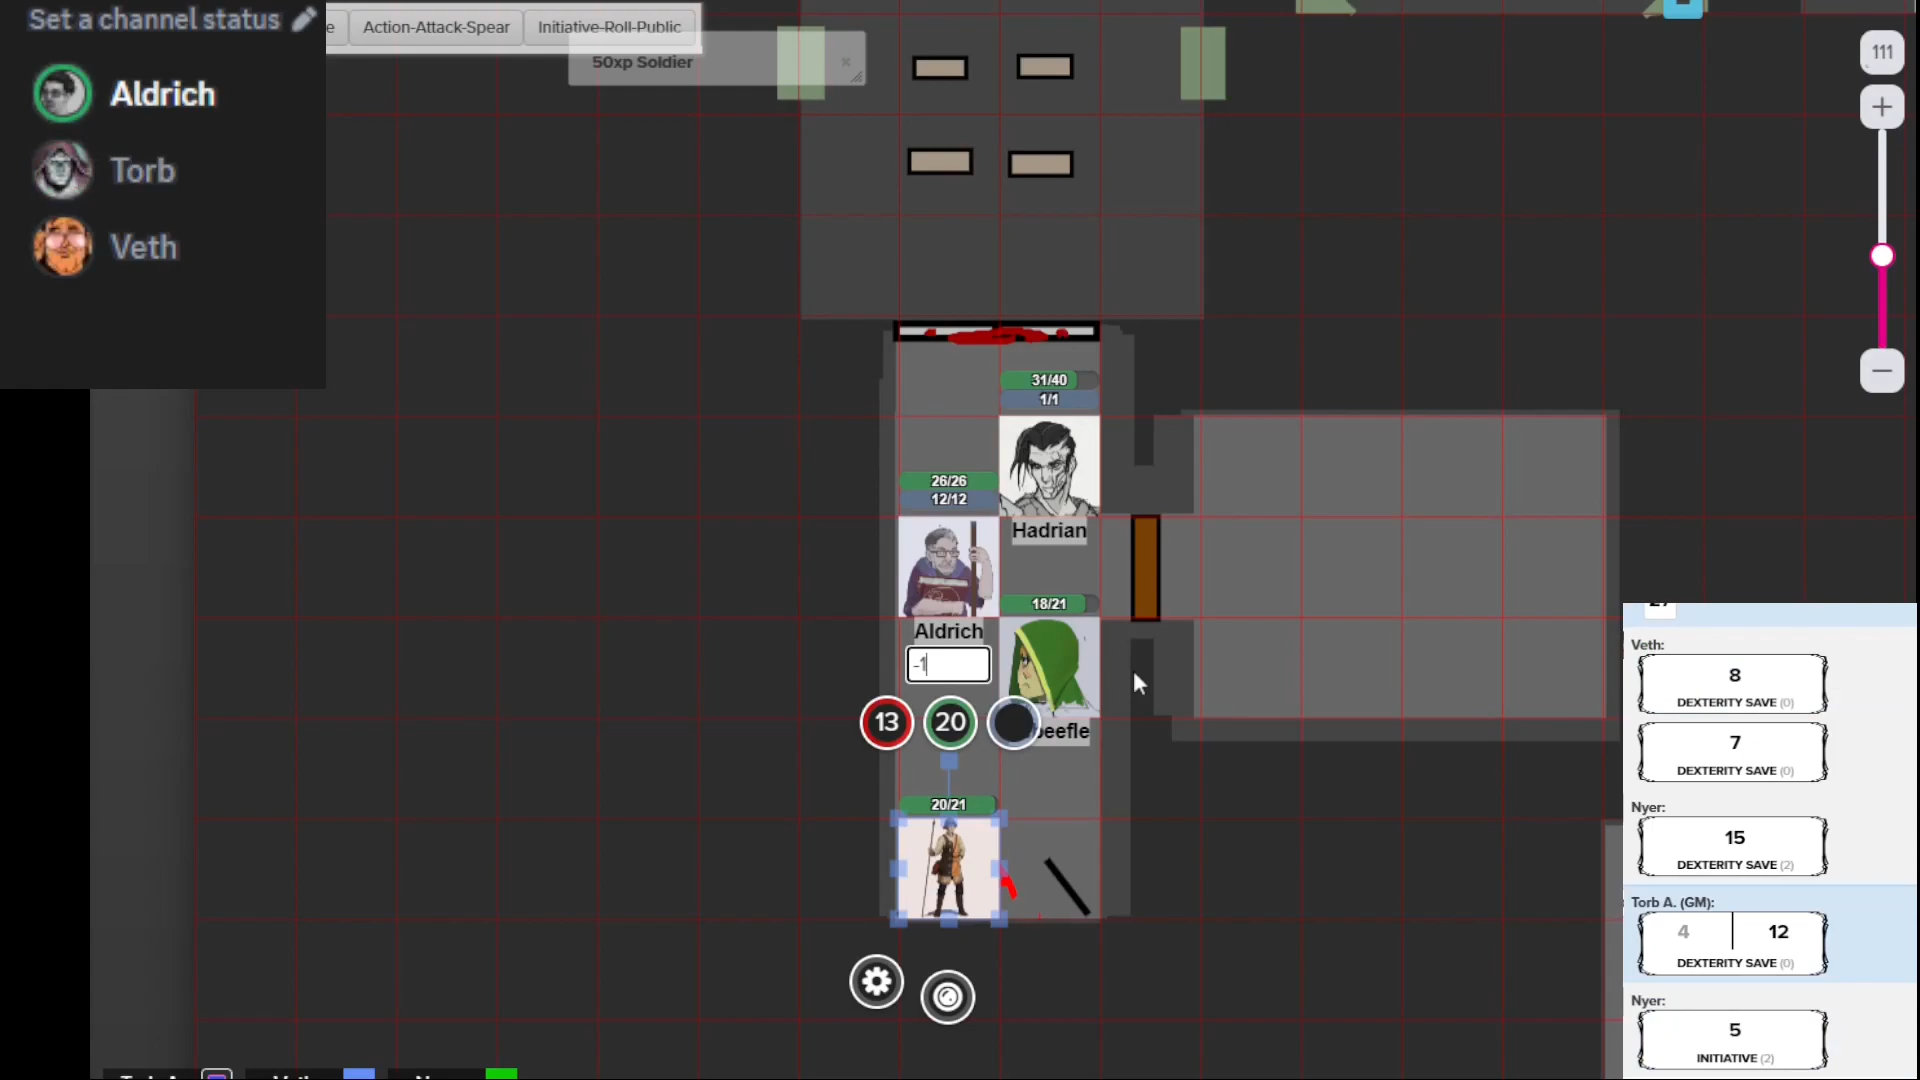 Set a channel status
Aldrich
Torb
Veth
e
Action-Attack-Spear
Initiative-Roll-Public
50xp Soldier
×
111
31/40
1/1
26/26
12/12
Hadrian
18/21
Aldrich
-1
13
20
beefle
20/21
Veth:
8
DEXTERITY SAVE (0)
7
DEXTERITY SAVE (0)
Nyer:
15
DEXTERITY SAVE (2)
Torb A. (GM):
4
12
DEXTERITY SAVE (0)
Nyer:
5
INITIATIVE (2)